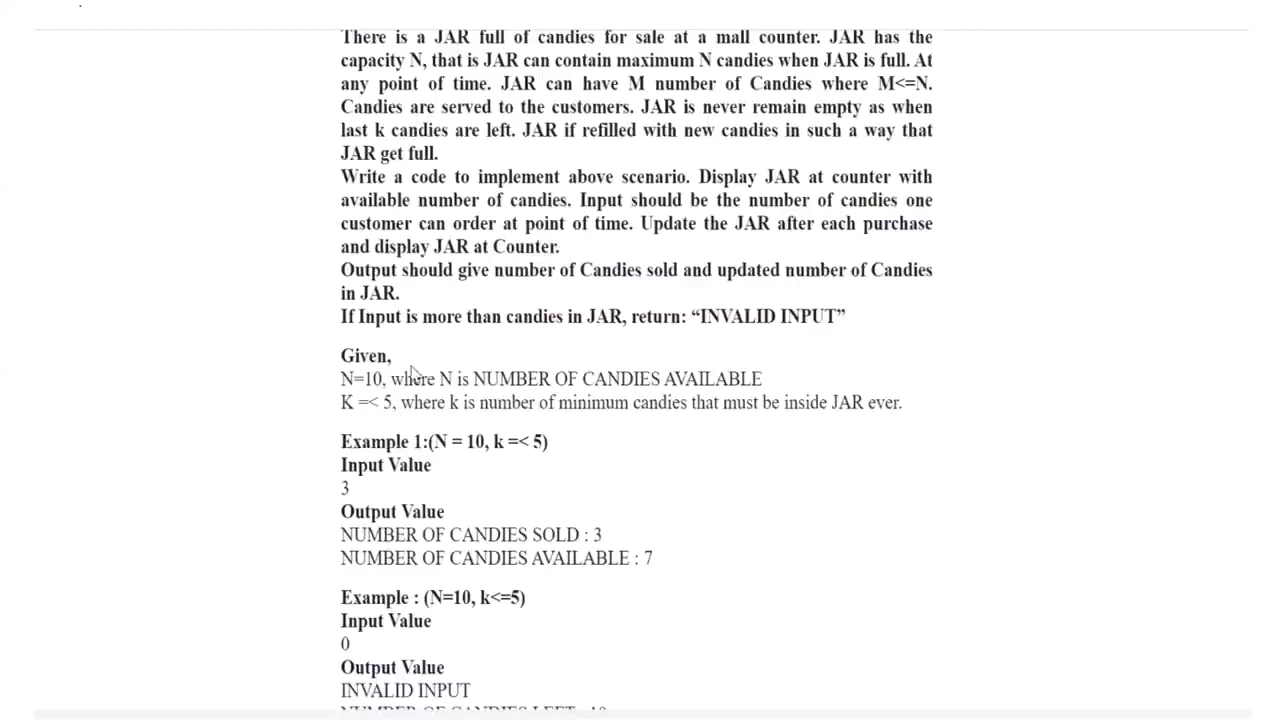 There is a JAR full of candies for sale at a mall counter. JAR has the
capacity N, that is JAR can contain maximum N candies when JAR is full. At
any point of time. JAR can have M number of Candies where M<=N.
Candies are served to the customers. JAR is never remain empty as when
last k candies are left. JAR if refilled with new candies in such a way that
JAR get full.
Write a code to implement above scenario. Display JAR at counter with
available number of candies. Input should be the number of candies one
customer can order at point of time. Update the JAR after each purchase
and display JAR at Counter.
Output should give number of Candies sold and updated number of Candies
in JAR.
If Input is more than candies in JAR, return: “INVALID INPUT”
Given,
N=10, where N is NUMBER OF CANDIES AVAILABLE
K =< 5, where k is number of minimum candies that must be inside JAR ever.
Example 1:(N = 10, k =< 5)
Input Value
3
Output Value
NUMBER OF CANDIES SOLD : 3
NUMBER OF CANDIES AVAILABLE : 7
Example : (N=10, k<=5)
Input Value
0
Output Value
INVALID INPUT
NUMBER OF CANDIES LEFT : 10